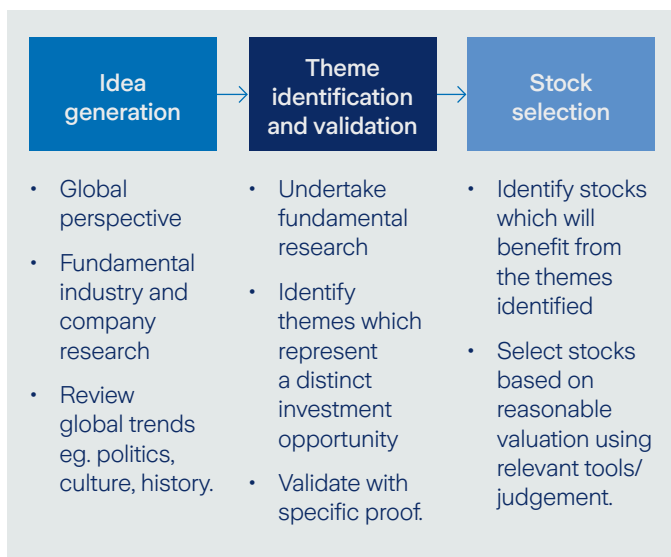 Idea
generation
Theme
identification
and validation
Stock
selection
• Global
perspective
• Fundamental
industry and
company
research
• Review
global trends
eg. politics,
culture, history.
• Undertake
fundamental
research
• Identify
themes which
represent
a distinct
investment
opportunity
• Validate with
specific proof.
• Identify stocks
which will
benefit from
the themes
identified
• Select stocks
based on
reasonable
valuation using
relevant tools/
judgement.